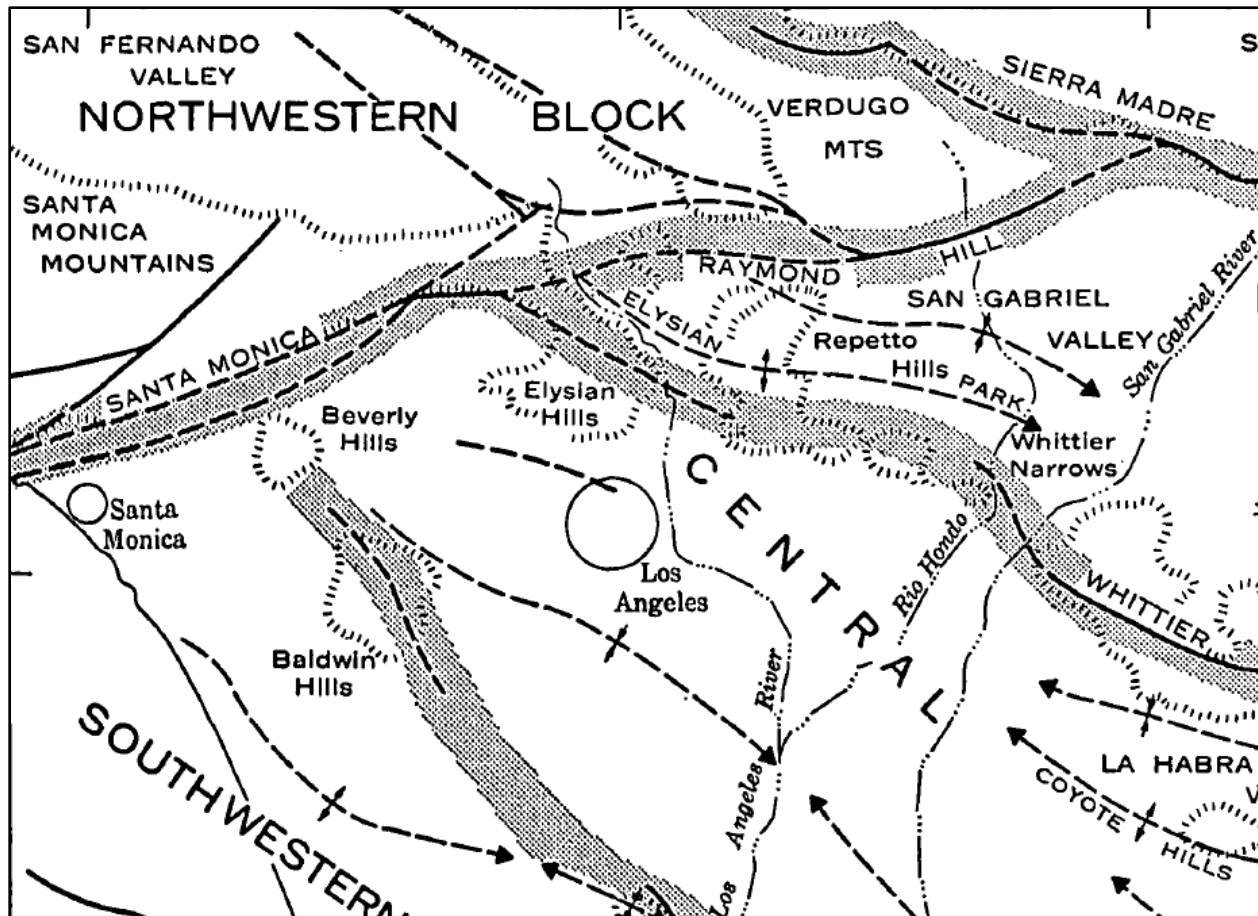 SAN FERNANDO
VALLEY
NORTHWESTERN BLOCK
VERDUGO
MTS
SIERRA MADRE
SANTA
MONICA
MOUNTAINS
RAYMOND HILL
SAN GABRIEL
VALLEY
San Gabriel River
SANTA MONICA
ELYSIAN PARK
Repetto
Hills
Beverly
Hills
Elysian
Hills
Whittier
Narrows
Santa
Monica
CENTRAL
Los
Angeles
Rio Hondo
WHITTIER
Baldwin
Hills
Los Angeles River
SOUTHWESTERN
LA HABRA
COYOTE HILLS